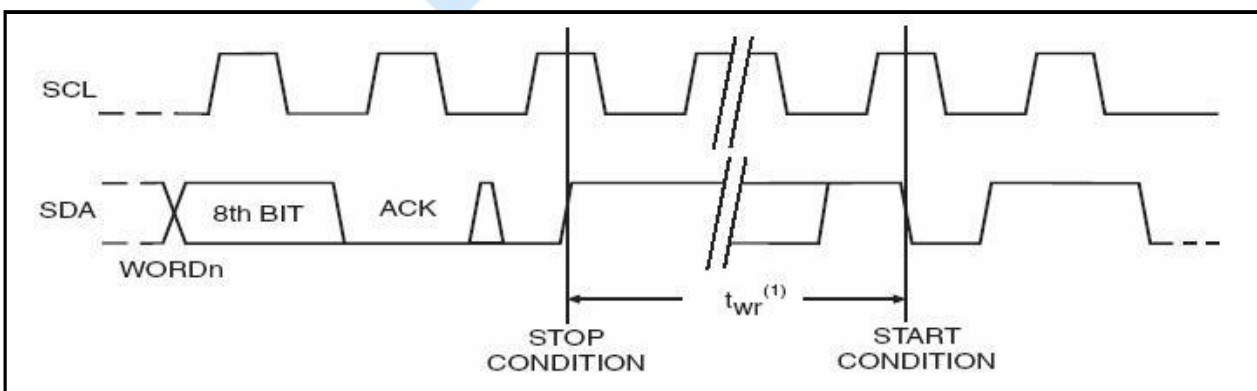 SCL
SDA
8th BIT
ACK
WORDn
twr(1)
STOP
CONDITION
START
CONDITION